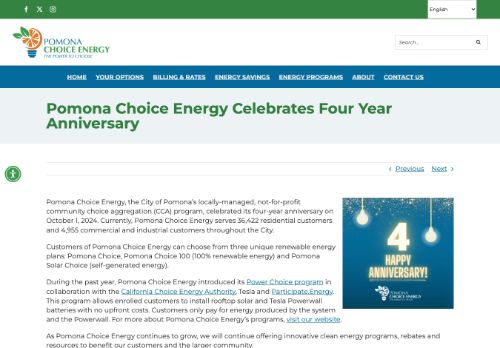 English
POMONA
CHOICE ENERGY
THE POWER TO CHOOSE
Search...
HOME YOUR OPTIONS BILLING & RATES ENERGY SAVINGS ENERGY PROGRAMS ABOUT CONTACT US
Pomona Choice Energy Celebrates Four Year
Anniversary
Previous Next
Pomona Choice Energy, the City of Pomona's locally-managed, not-for-profit
community choice aggregation (CCA) program, celebrated its four-year anniversary on
October 1, 2024. Currently, Pomona Choice Energy serves 36,422 residential customers
and 4,955 commercial and industrial customers throughout the City.
Customers of Pomona Choice Energy can choose from three unique renewable energy
plans: Pomona Choice, Pomona Choice 100 (100% renewable energy) and Pomona
Solar Choice (self-generated energy).
During the past year, Pomona Choice Energy introduced its Power Choice program in
collaboration with the California Choice Energy Authority, Tesla and Participate.Energy.
This program allows enrolled customers to install rooftop solar and Tesla Powerwall
batteries with no upfront costs. Customers only pay for energy produced by the system
and the Powerwall. For more about Pomona Choice Energy's programs, visit our website.
As Pomona Choice Energy continues to grow, we will continue offering innovative clean energy programs, rebates and
resources to benefit our customers and the larger community.
4
HAPPY
ANNIVERSARY!
POMONA
CHOICE ENERGY